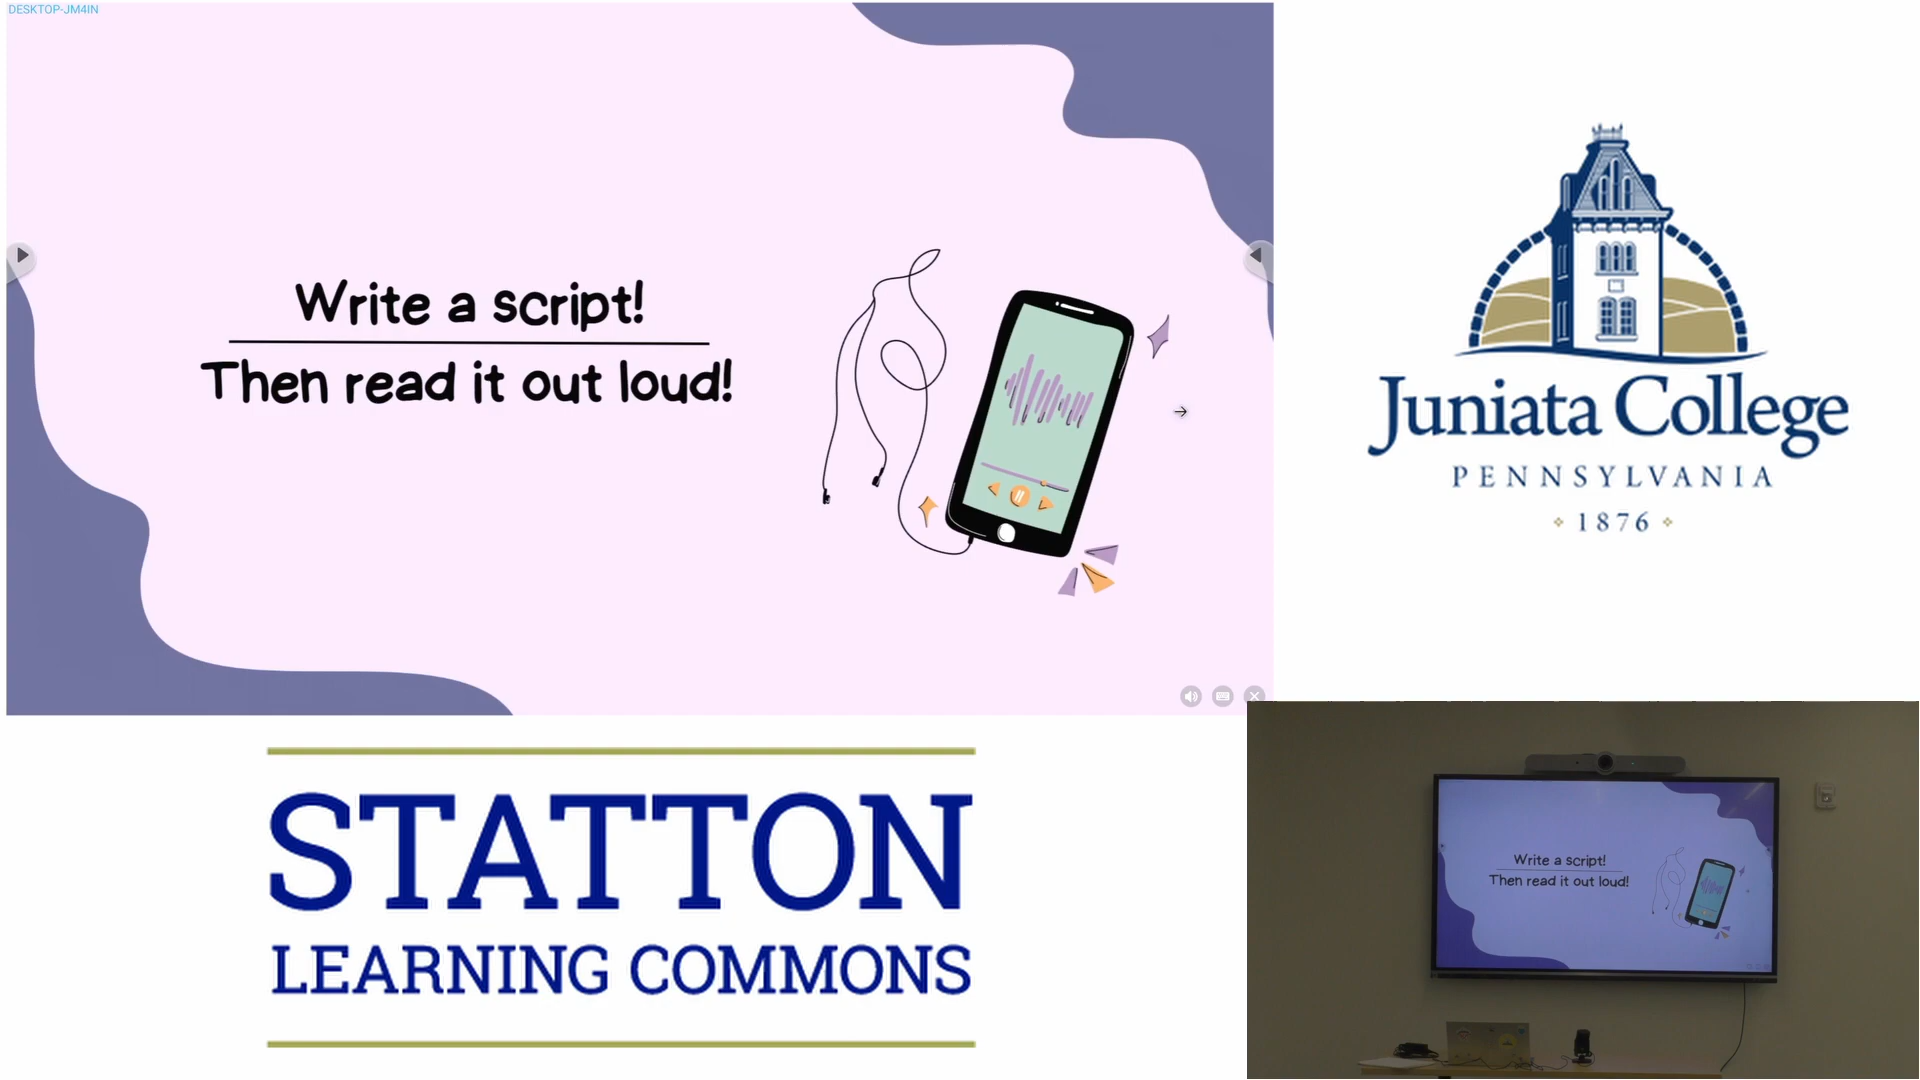 DESKTOP-JM4IN
Write a script!
Then read it out loud!
Juniata College
PENNSYLVANIA
1876
STATTON
LEARNING COMMONS
Write a script!
Then read it out loud!